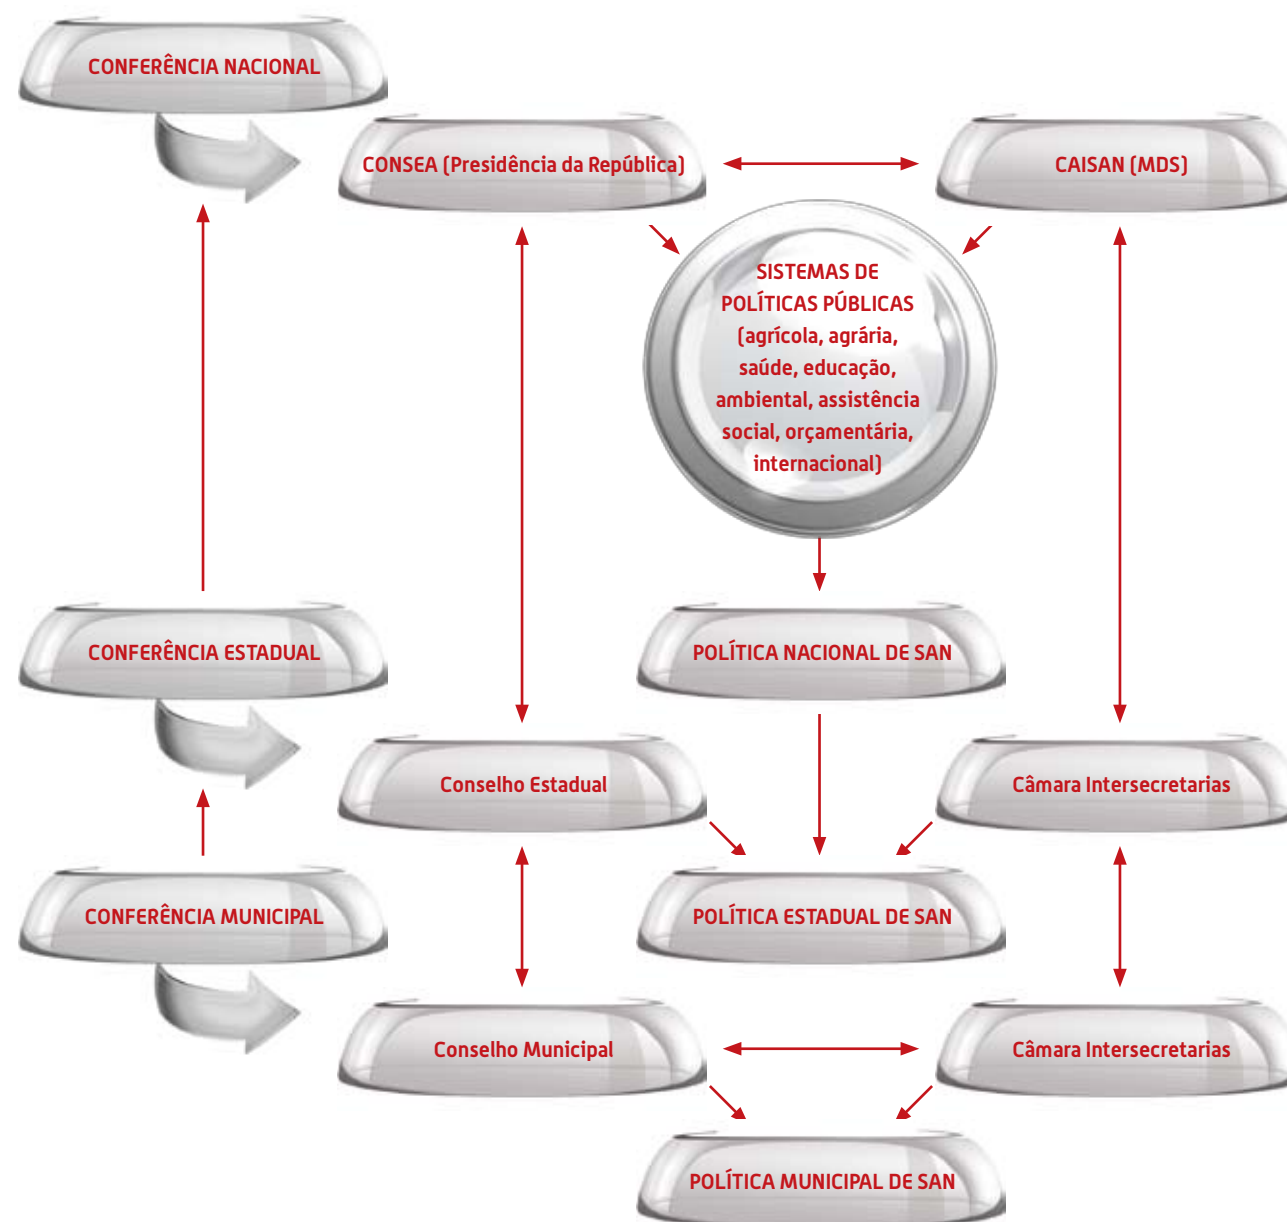 CONFERÊNCIA NACIONAL
CONSEA (Presidência da República)
CAISAN (MDS)
SISTEMAS DE
POLÍTICAS PÚBLICAS
(agrícola, agrária,
saúde, educação,
ambiental, assistência
social, orçamentária,
internacional)
CONFERÊNCIA ESTADUAL
POLÍTICA NACIONAL DE SAN
Conselho Estadual
Câmara Intersecretarias
CONFERÊNCIA MUNICIPAL
POLÍTICA ESTADUAL DE SAN
Conselho Municipal
Câmara Intersecretarias
POLÍTICA MUNICIPAL DE SAN